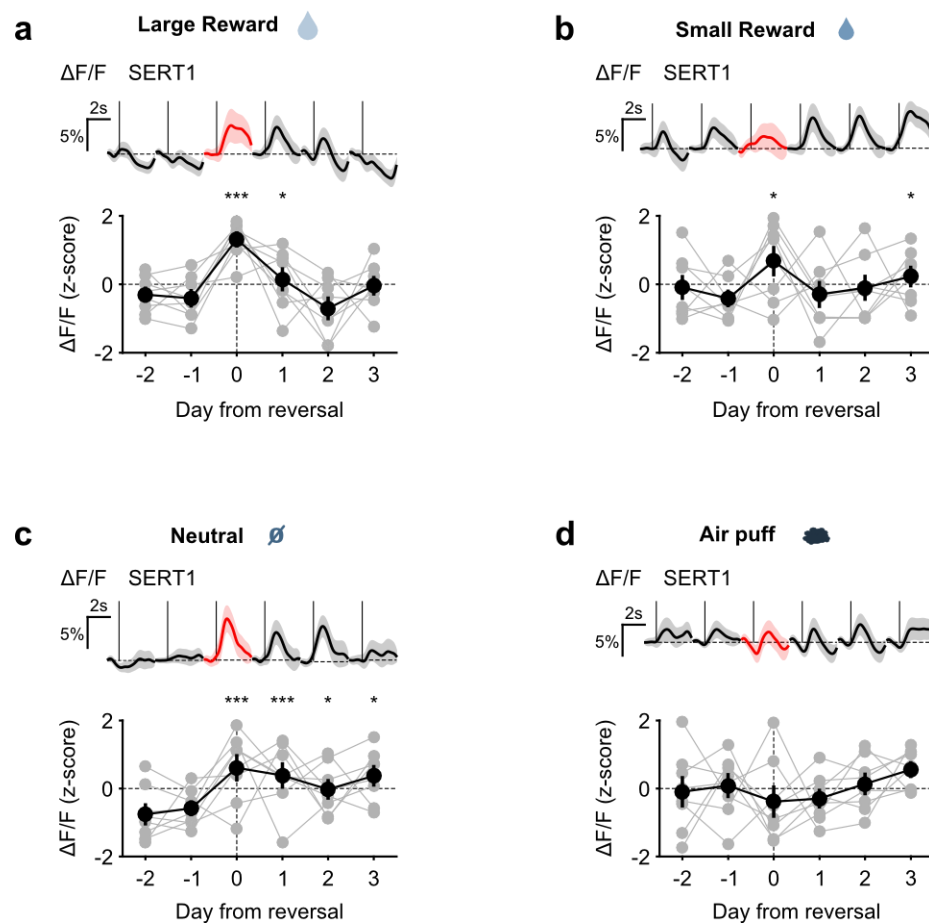 a Large Reward
ΔF/F SERT1
2s
5%
*** *
2
0
-2
ΔF/F (z-score)
-2 -1 0 1 2 3
Day from reversal
b Small Reward
ΔF/F SERT1
2s
5%
* *
2
0
-2
ΔF/F (z-score)
-2 -1 0 1 2 3
Day from reversal
c Neutral ø
ΔF/F SERT1
2s
5%
*** *** * *
2
0
-2
ΔF/F (z-score)
-2 -1 0 1 2 3
Day from reversal
d Air puff
ΔF/F SERT1
2s
5%
2
0
-2
ΔF/F (z-score)
-2 -1 0 1 2 3
Day from reversal